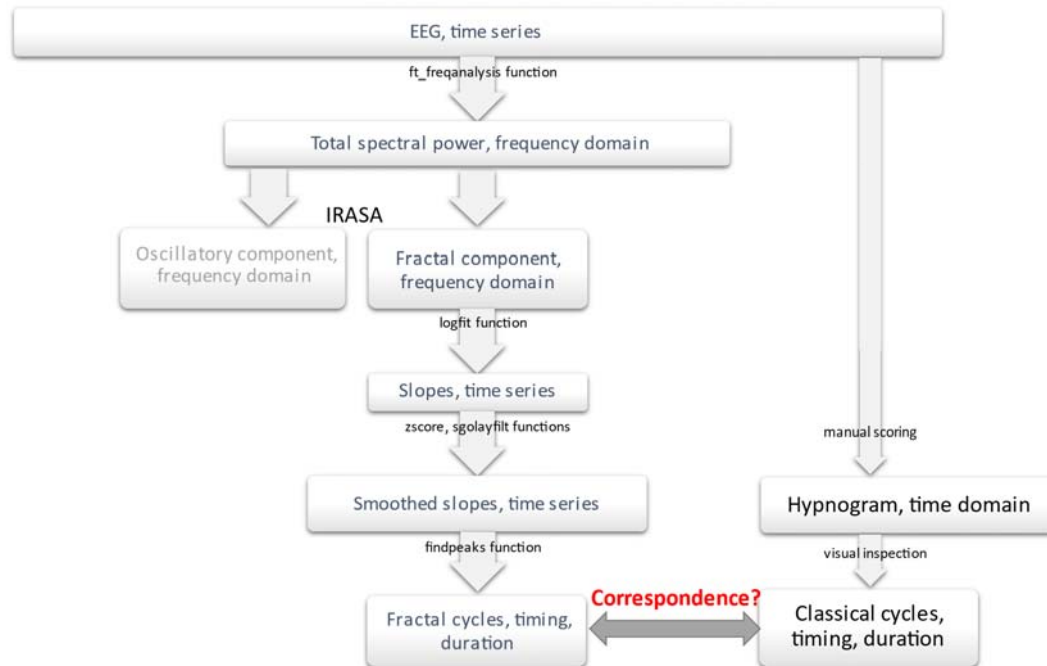 EEG, time series
ft_freqanalysis function
Total spectral power, frequency domain
IRASA
Oscillatory component,
frequency domain
Fractal component,
frequency domain
logfit function
Slopes, time series
zscore, sgolayfilt functions
manual scoring
Smoothed slopes, time series
Hypnogram, time domain
findpeaks function
visual inspection
Correspondence?
Fractal cycles, timing,
duration
Classical cycles,
timing, duration